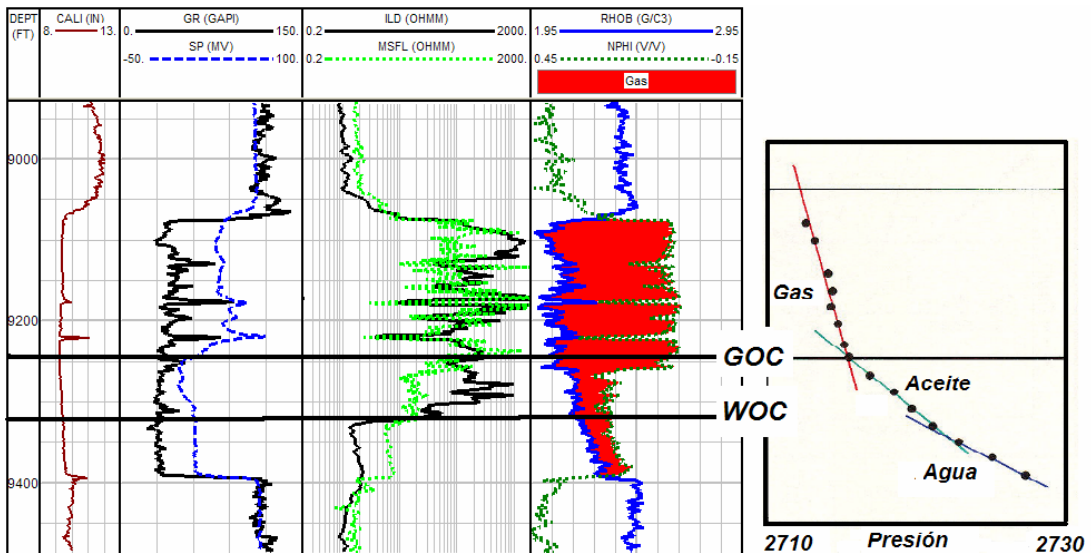 DEPT
(FT)
CALI (IN)
8. 13.
GR (GAPI)
0. 150.
SP (MV)
-50. 100.
ILD (OHMM)
0.2 2000.
MSFL (OHMM)
0.2 2000.
RHOB (G/C3)
1.95 2.95
NPHI (V/V)
0.45 -0.15
Gas
9000
9200
9400
GOC
WOC
Gas
Aceite
Agua
2710 Presión 2730